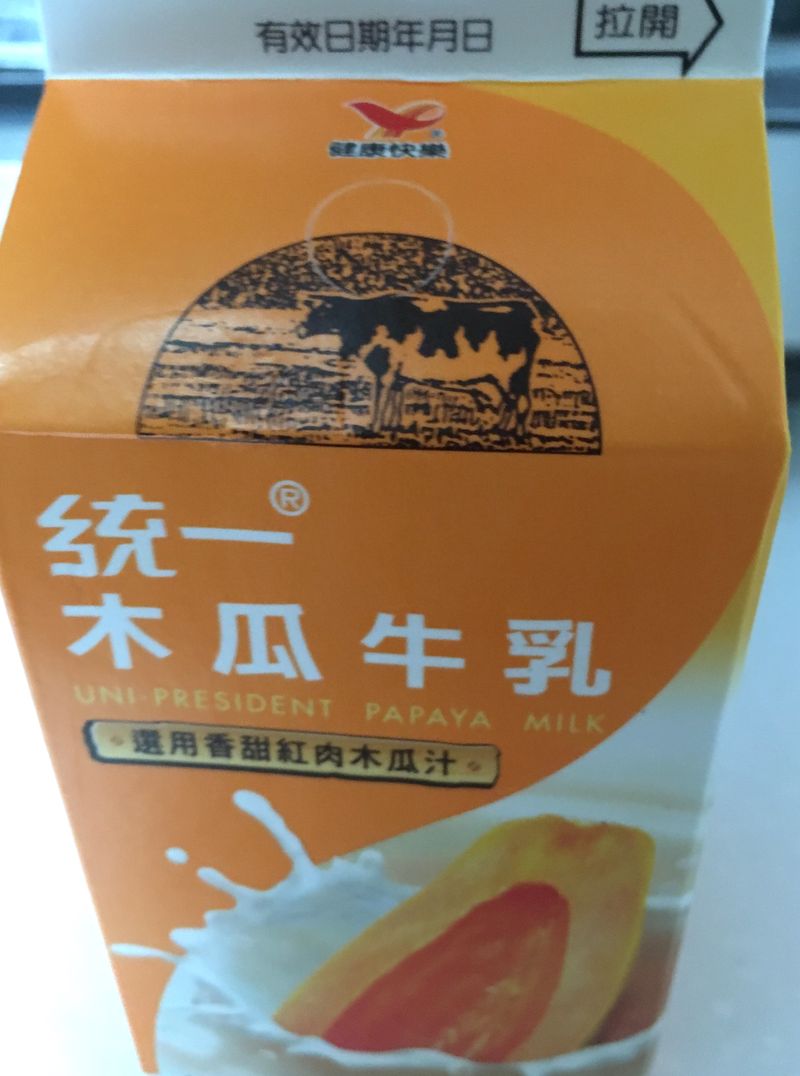 有效日期年月日
拉開
健康快樂
統一®
木瓜牛乳
UNI-PRESIDENT PAPAYA MILK
選用香甜紅肉木瓜汁